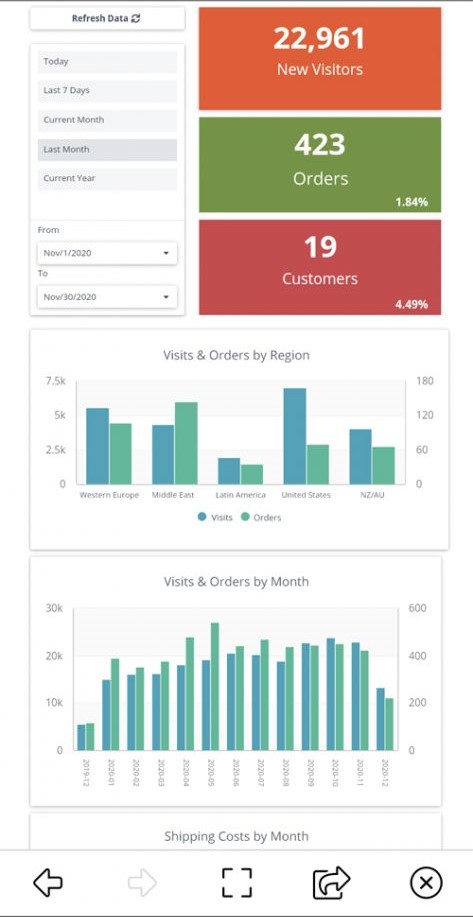 Refresh Data
Today
Last 7 Days
Current Month
Last Month
Current Year
From
Nov/1/2020
To
Nov/30/2020
22,961
New Visitors
423
Orders
1.84%
19
Customers
4.49%
Visits & Orders by Region
7.5k
5k
2.5k
0
180
120
60
0
Western Europe
Middle East
Latin America
United States
NZ/AU
Visits
Orders
Visits & Orders by Month
30k
20k
10k
0
600
400
200
0
2019-12
2020-01
2020-02
2020-03
2020-04
2020-05
2020-06
2020-07
2020-08
2020-09
2020-10
2020-11
2020-12
Shipping Costs by Month